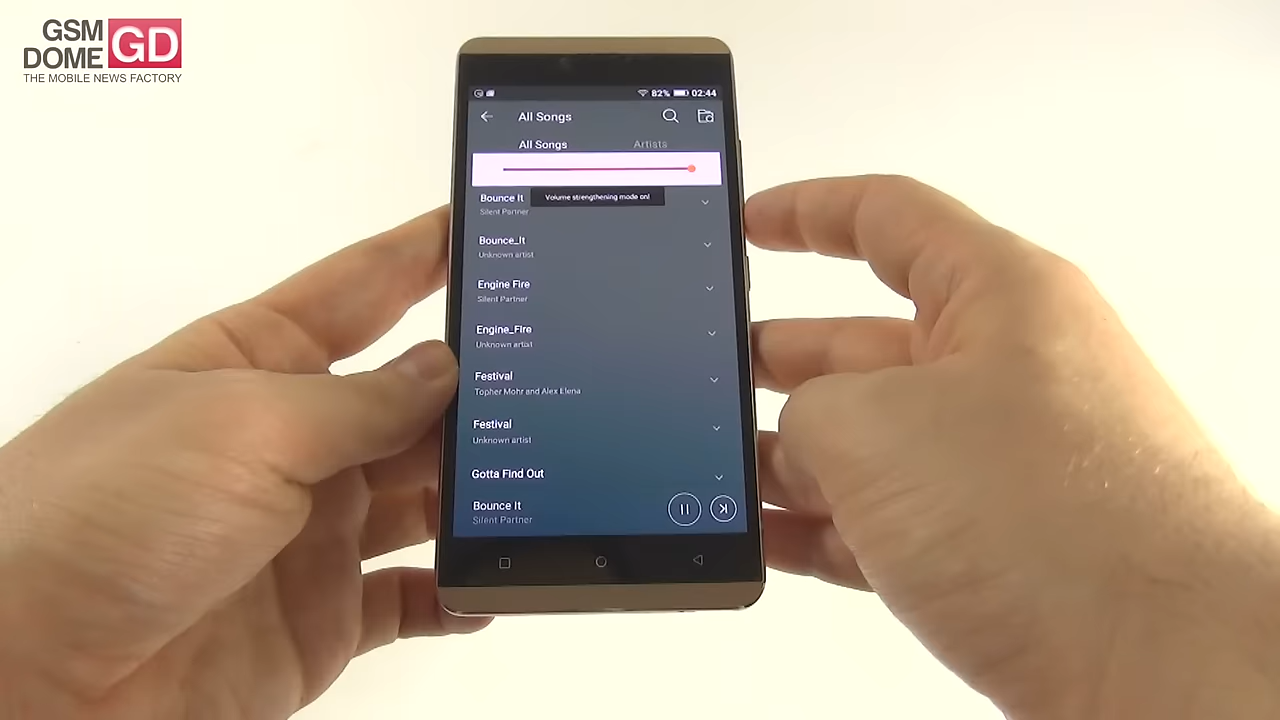 GSM
DOME GD
THE MOBILE NEWS FACTORY
82% 02:44
All Songs
All Songs Artists
Volume strengthening mode on!
Bounce It
Silent Partner
Bounce_It
Unknown artist
Engine Fire
Silent Partner
Engine_Fire
Unknown artist
Festival
Topher Mohr and Alex Elena
Festival
Unknown artist
Gotta Find Out
Bounce It
Silent Partner